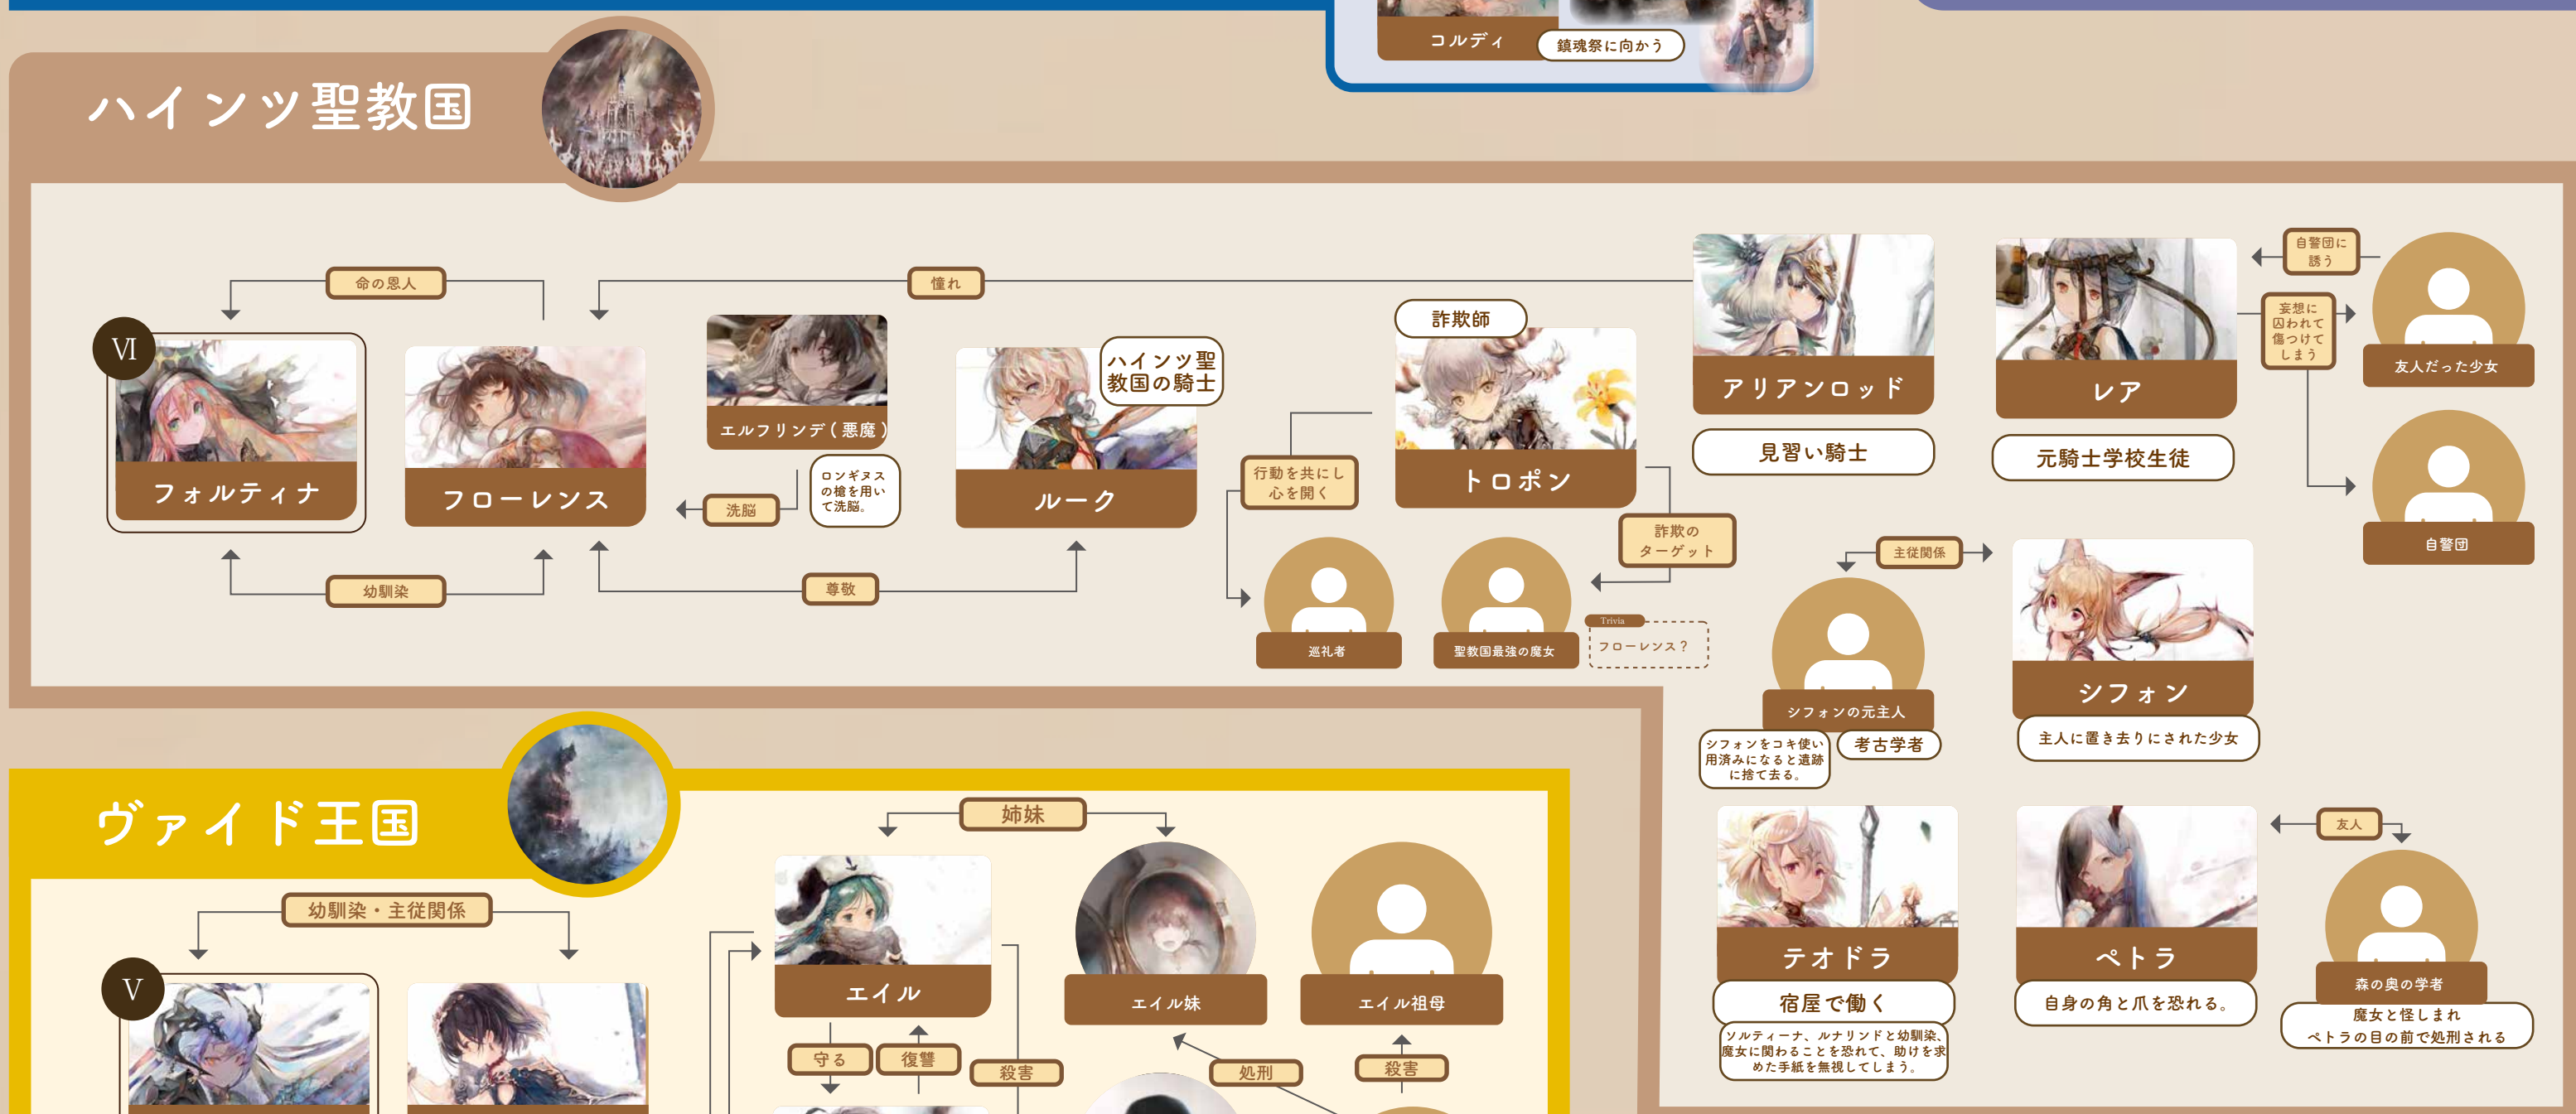 コルディ
鎮魂祭に向かう
ハインツ聖教国
命の恩人
憧れ
VI
フォルティナ
フローレンス
幼馴染
エルフリンデ(悪魔)
ロンギヌス
の槍を用い
て洗脳。
洗脳
尊敬
ハインツ聖
教国の騎士
ルーク
詐欺師
トロポン
行動を共にし
心を開く
詐欺の
ターゲット
巡礼者
聖教国最強の魔女
Trivia
フローレンス?
アリアンロッド
見習い騎士
レア
元騎士学校生徒
自警団に
誘う
妄想に
囚われて
傷つけて
しまう
友人だった少女
自警団
主従関係
シフォンの元主人
シフォンをコキ使い
用済みになると遺跡
に捨て去る。
考古学者
シフォン
主人に置き去りにされた少女
テオドラ
宿屋で働く
ソルティーナ、ルナリンドと幼馴染、
魔女に関わることを恐れて、助けを求
めた手紙を無視してしまう。
ペトラ
自身の角と爪を恐れる。
友人
森の奥の学者
魔女と怪しまれ
ペトラの目の前で処刑される
ヴァイド王国
幼馴染・主従関係
V
姉妹
エイル
エイル妹
エイル祖母
守る
復讐
殺害
処刑
殺害